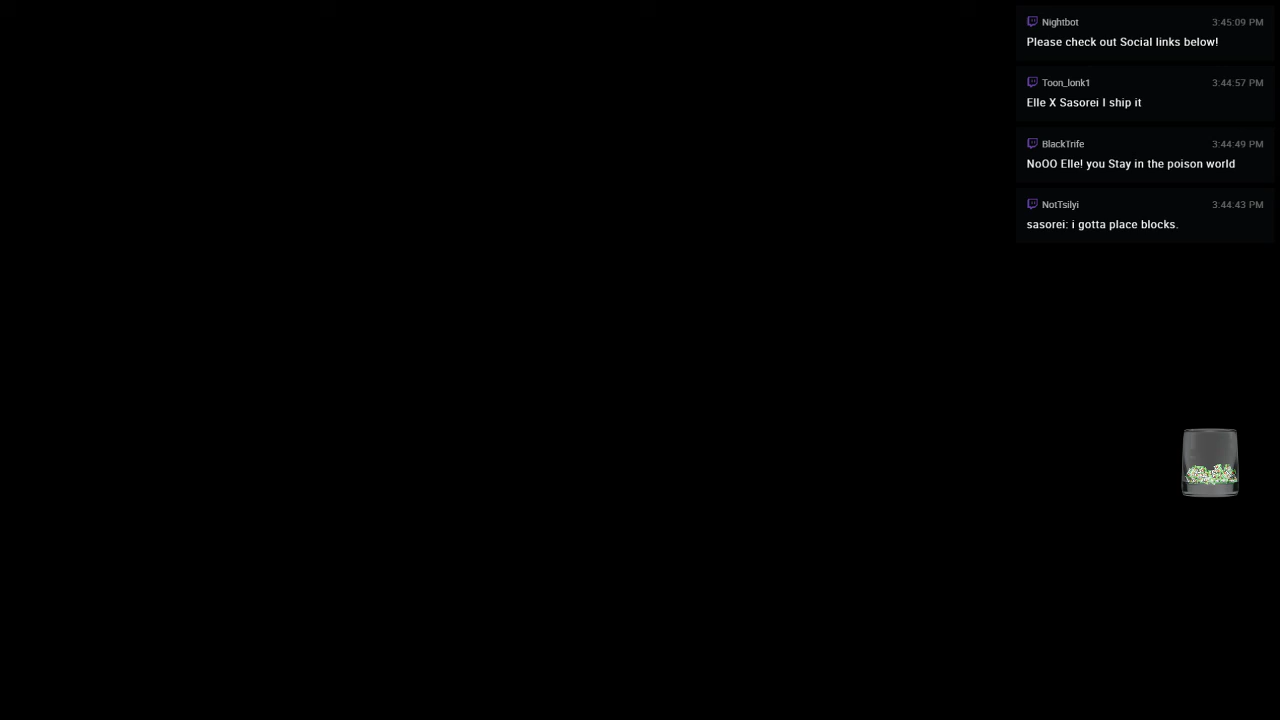 Nightbot 3:45:09 PM
Please check out Social links below!
Toon_lonk1 3:44:57 PM
Elle X Sasorei I ship it
BlackTrife 3:44:49 PM
NoOO Elle! you Stay in the poison world
NotTsilyi 3:44:43 PM
sasorei: i gotta place blocks.